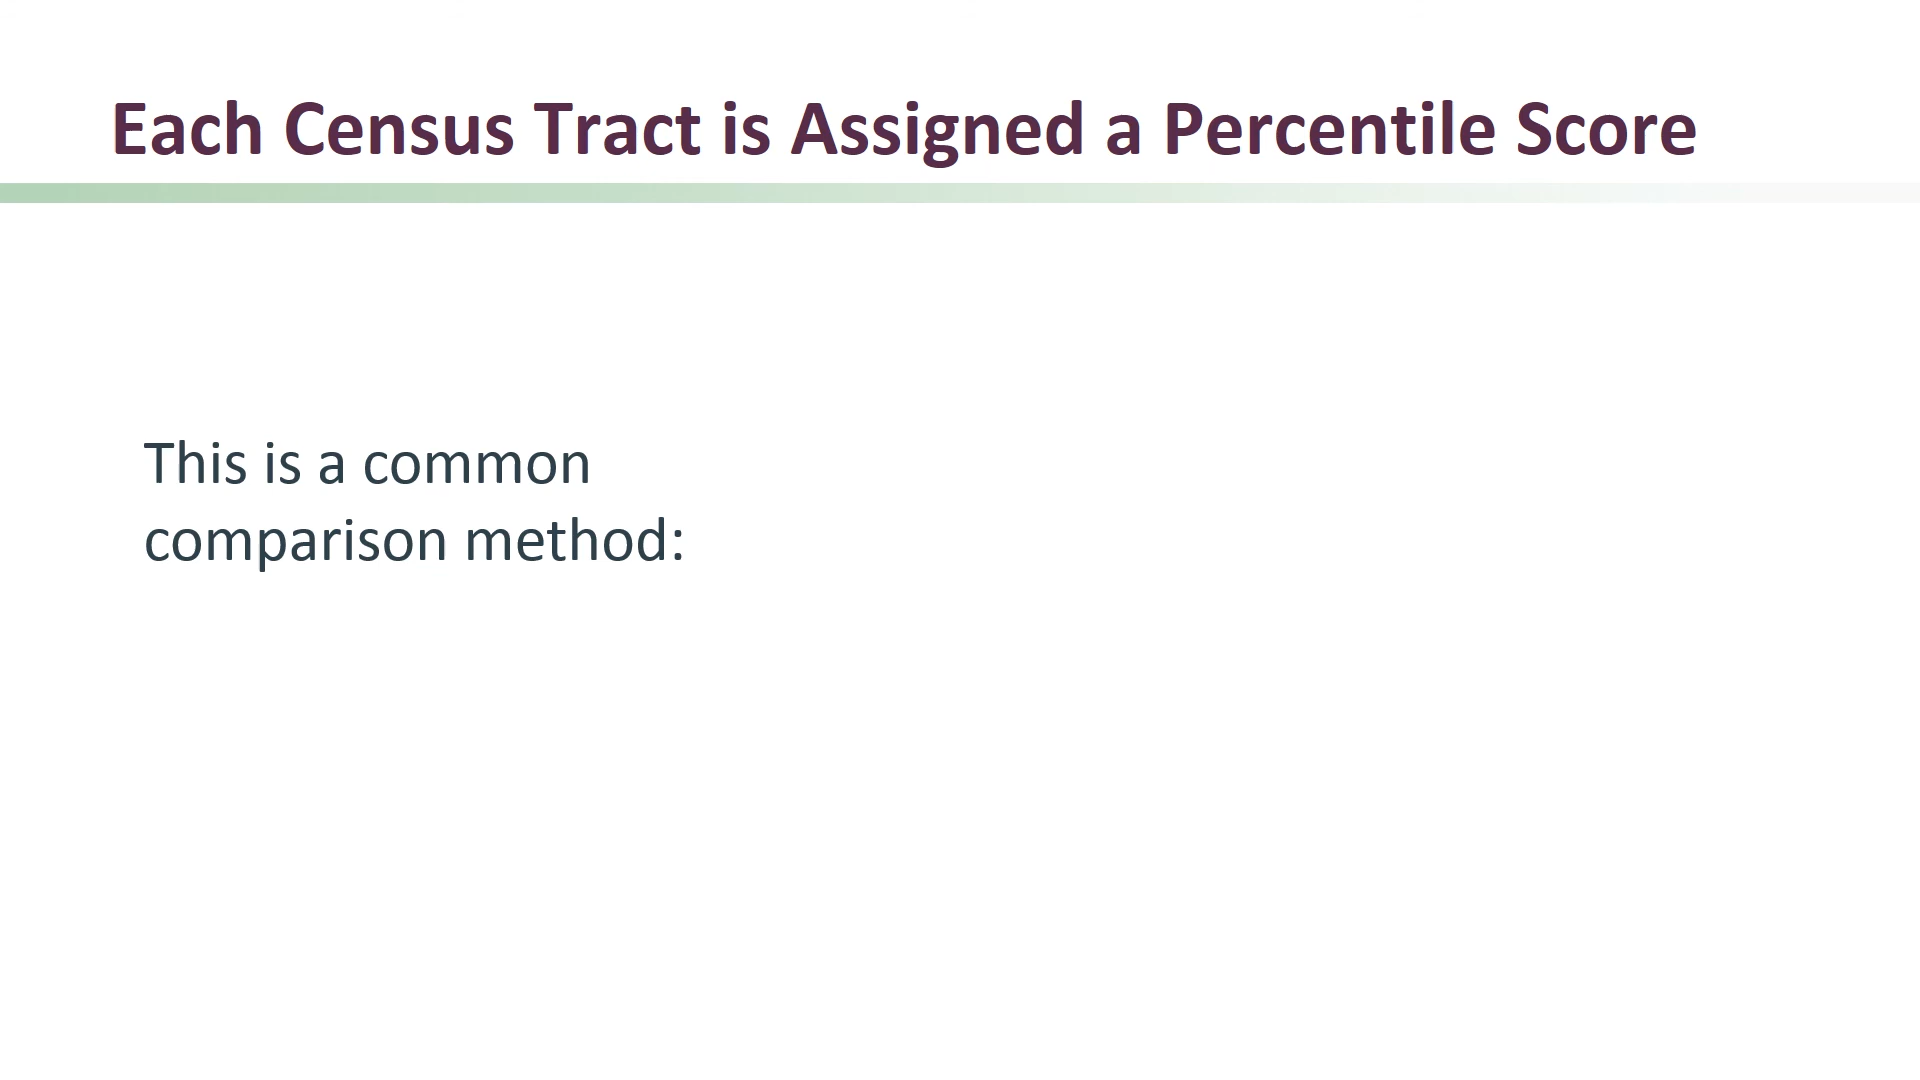 Each Census Tract is Assigned a Percentile Score
This is a common
comparison method: